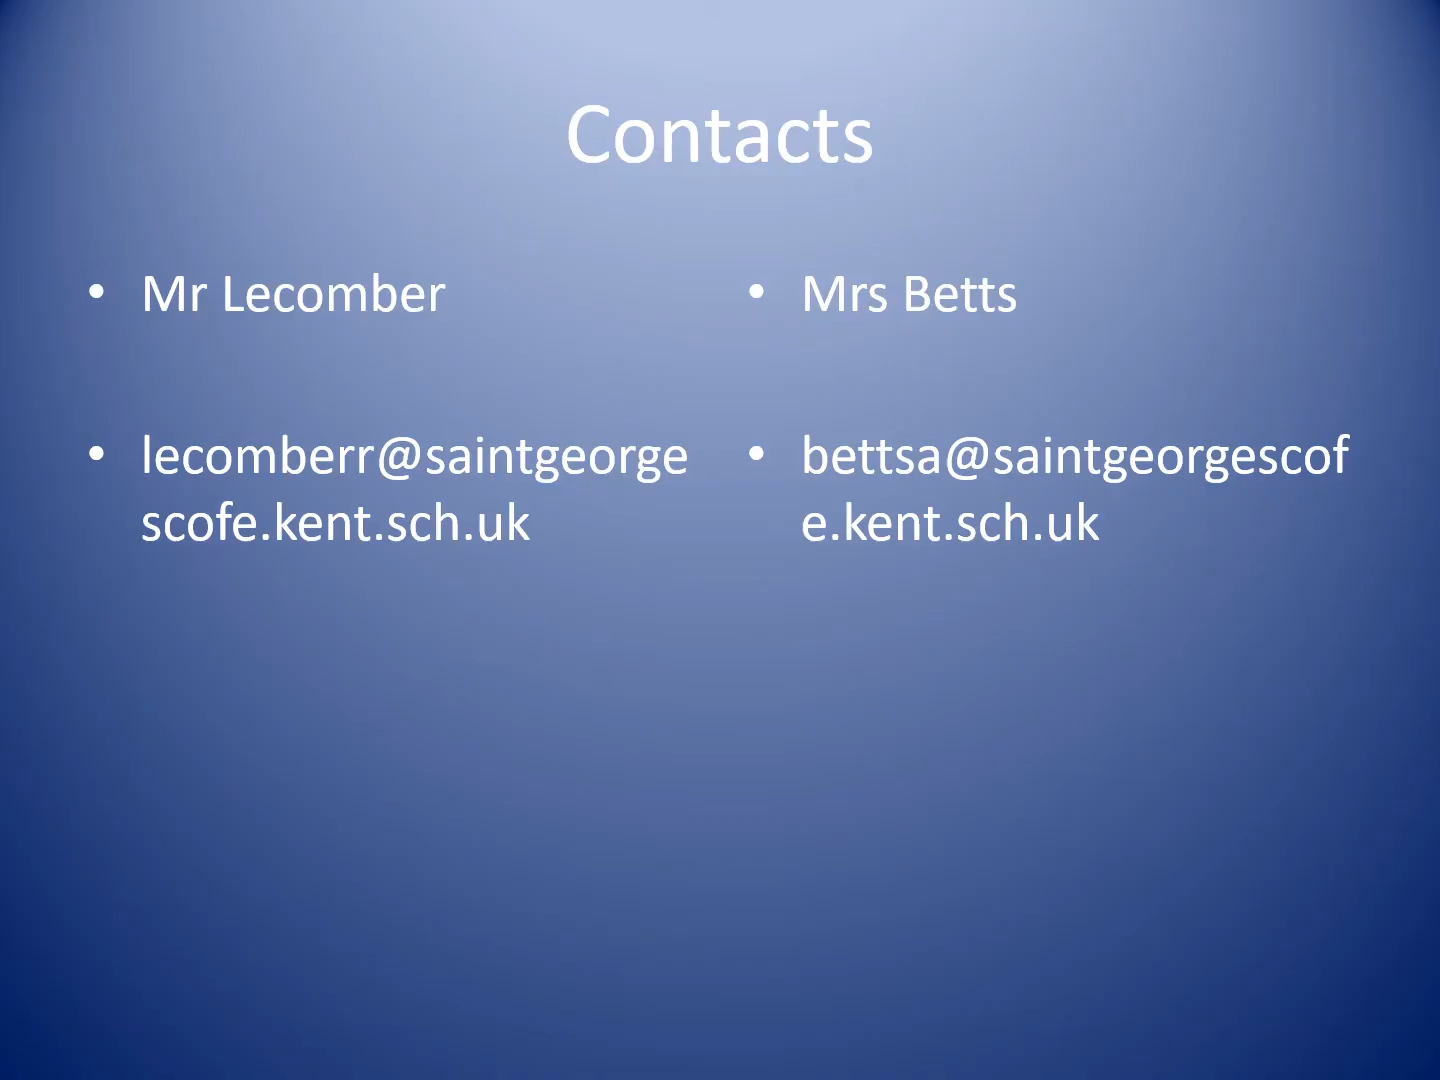 Contacts
• Mr Lecomber
• lecomberr@saintgeorge
scofe.kent.sch.uk
• Mrs Betts
• bettsa@saintgeorgescof
e.kent.sch.uk